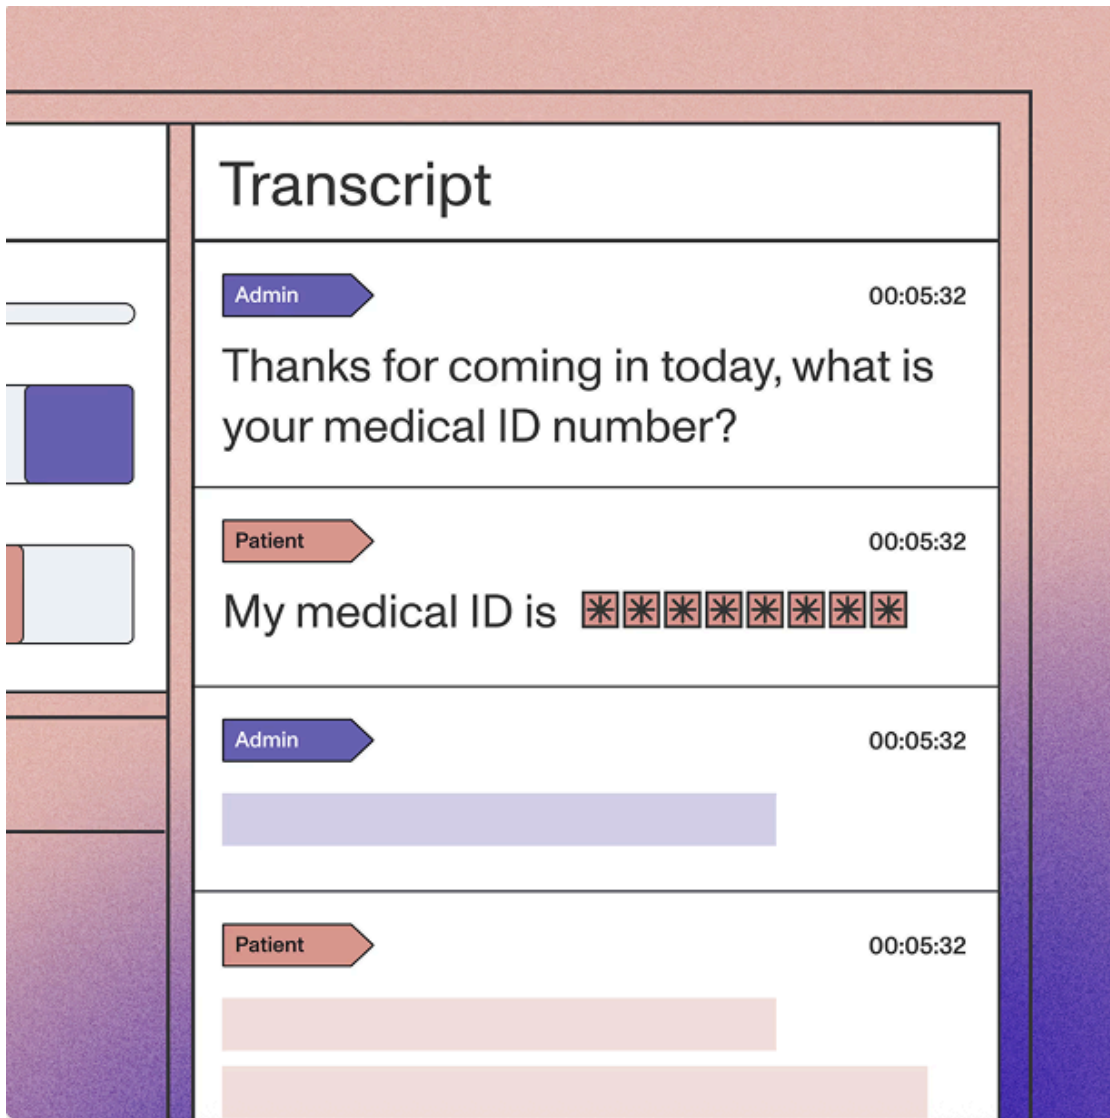 Transcript
Admin 00:05:32
Thanks for coming in today, what is
your medical ID number?
Patient 00:05:32
My medical ID is ********
Admin 00:05:32
Patient 00:05:32